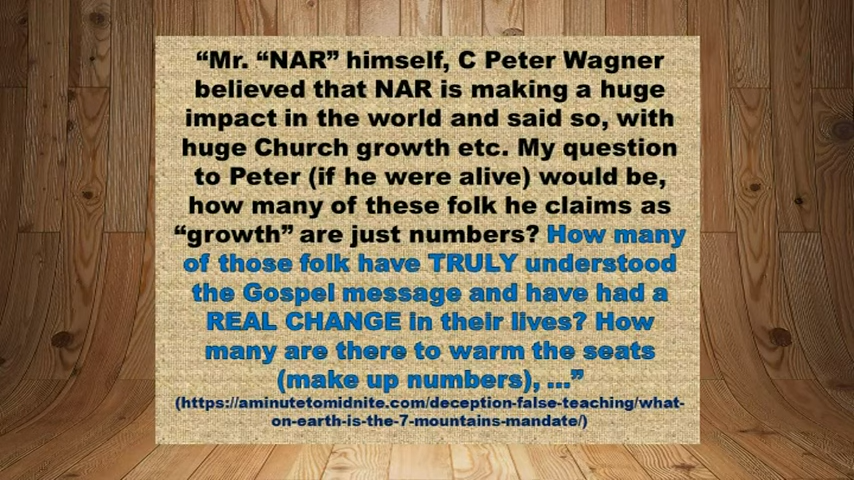 “Mr. “NAR” himself, C Peter Wagner
believed that NAR is making a huge
impact in the world and said so, with
huge Church growth etc. My question
to Peter (if he were alive) would be,
how many of these folk he claims as
“growth” are just numbers? How many
of those folk have TRULY understood
the Gospel message and have had a
REAL CHANGE in their lives? How
many are there to warm the seats
(make up numbers), ...”
(https://aminutetomidnite.com/deception-false-teaching/what-
on-earth-is-the-7-mountains-mandate/)